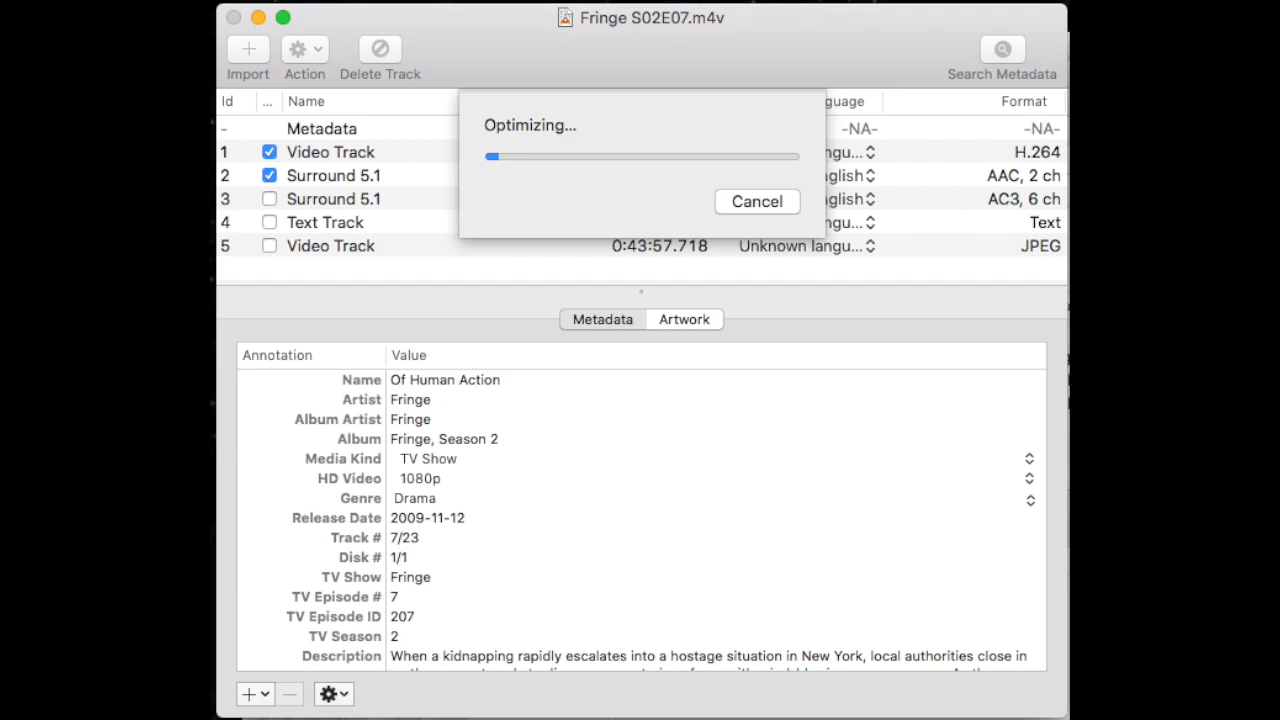 Fringe S02E07.m4v
Import Action Delete Track Search Metadata
Id ... Name guage Format
- Metadata -NA- -NA-
1 Video Track ngu... H.264
2 Surround 5.1 nglish AAC, 2 ch
3 Surround 5.1 nglish AC3, 6 ch
4 Text Track ngu... Text
5 Video Track 0:43:57.718 Unknown langu... JPEG
Optimizing...
Cancel
Metadata Artwork
Annotation Value
Name Of Human Action
Artist Fringe
Album Artist Fringe
Album Fringe, Season 2
Media Kind TV Show
HD Video 1080p
Genre Drama
Release Date 2009-11-12
Track # 7/23
Disk # 1/1
TV Show Fringe
TV Episode # 7
TV Episode ID 207
TV Season 2
Description When a kidnapping rapidly escalates into a hostage situation in New York, local authorities close in